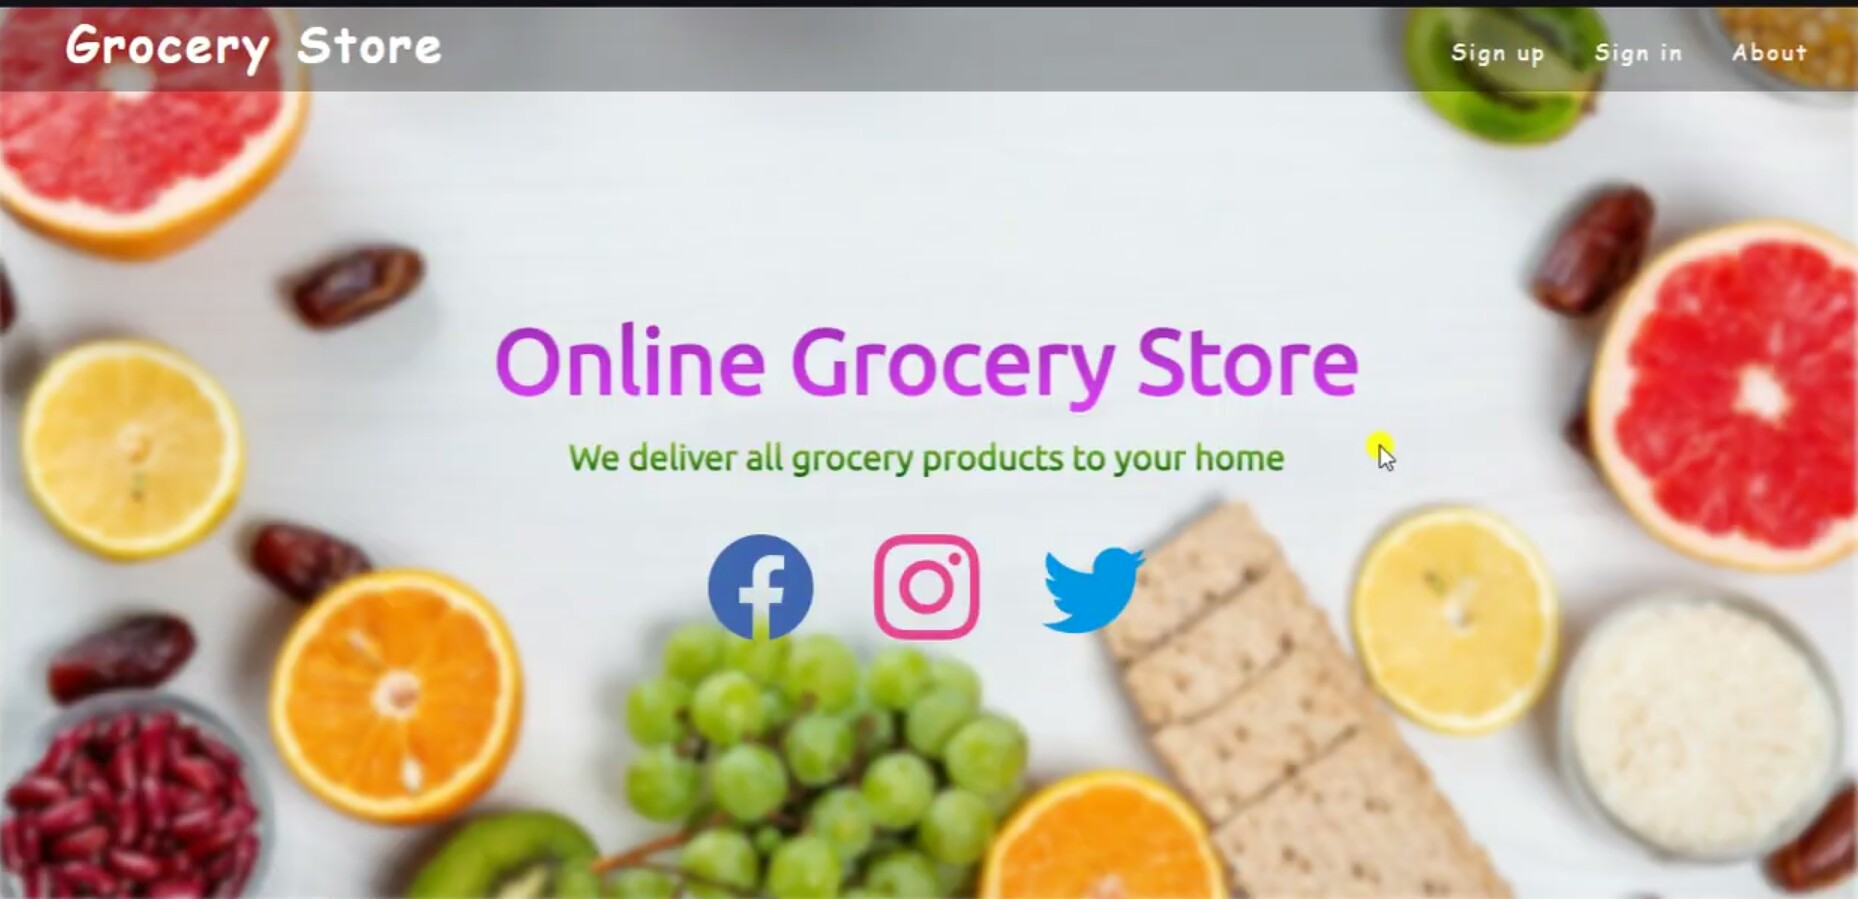 Grocery Store
Sign up Sign in About
Online Grocery Store
We deliver all grocery products to your home